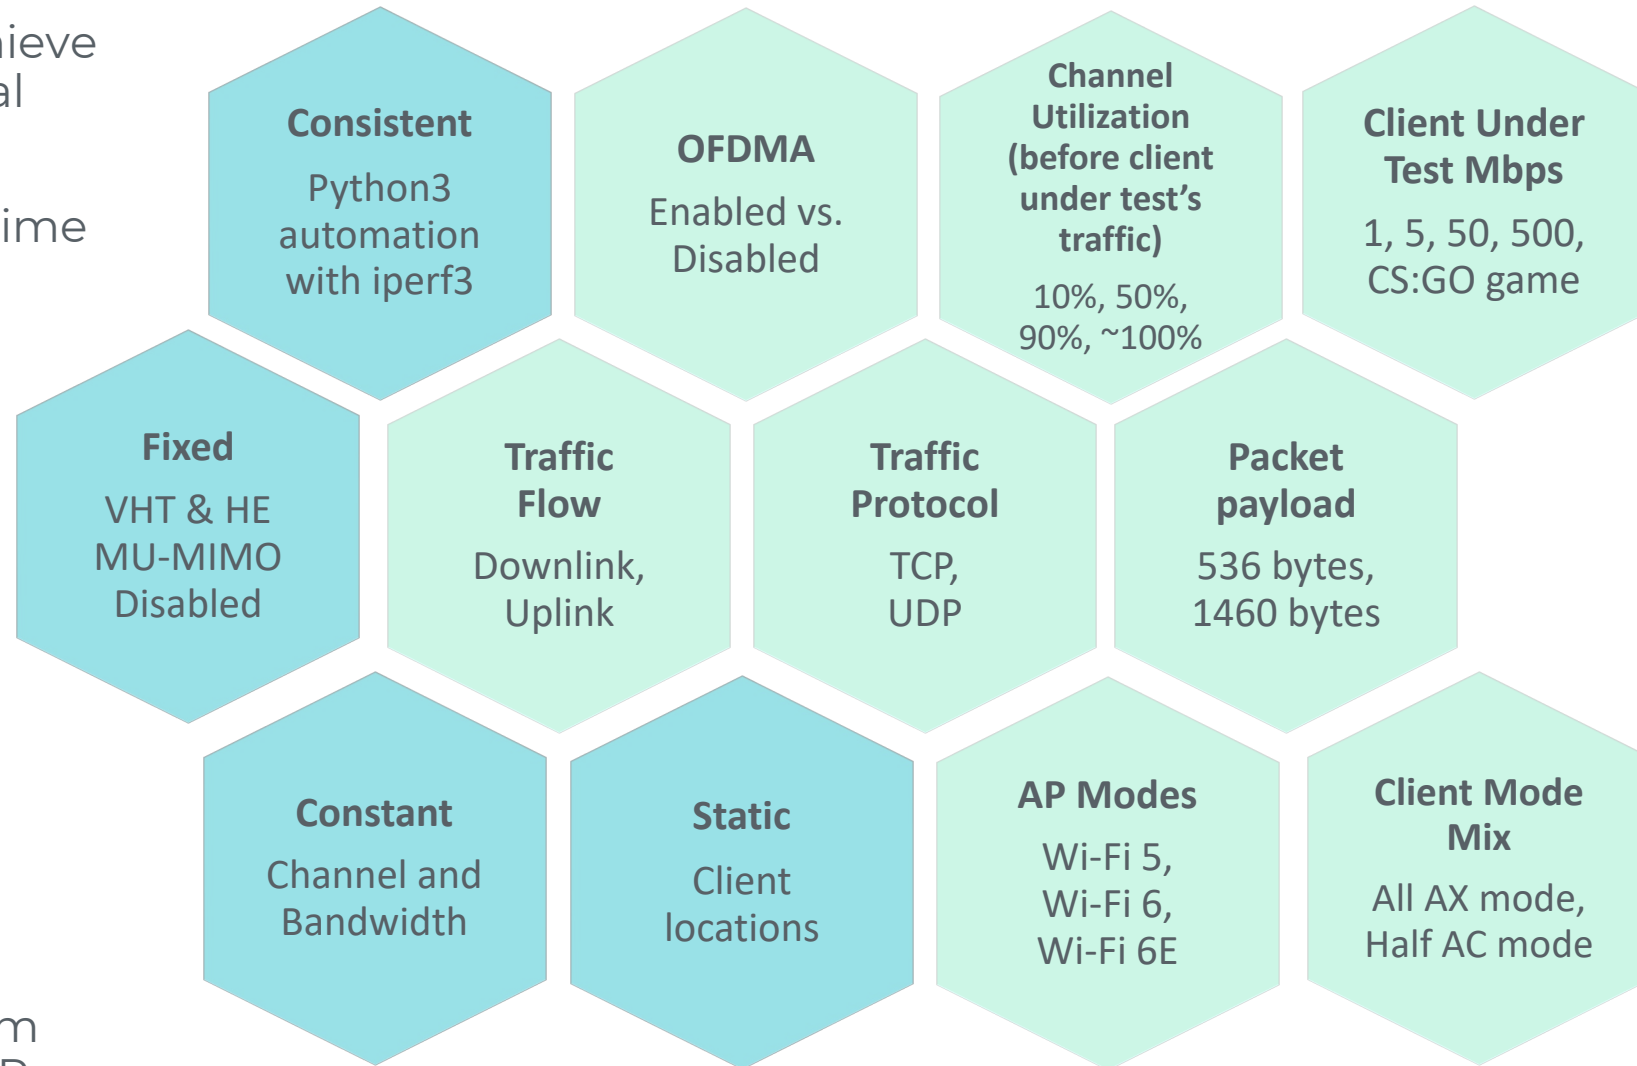 hieve
al
ime
m
Consistent
Python3
automation
with iperf3
OFDMA
Enabled vs.
Disabled
Channel
Utilization
(before client
under test’s
traffic)
10%, 50%,
90%, ~100%
Client Under
Test Mbps
1, 5, 50, 500,
CS:GO game
Fixed
VHT & HE
MU-MIMO
Disabled
Traffic
Flow
Downlink,
Uplink
Traffic
Protocol
TCP,
UDP
Packet
payload
536 bytes,
1460 bytes
Constant
Channel and
Bandwidth
Static
Client
locations
AP Modes
Wi-Fi 5,
Wi-Fi 6,
Wi-Fi 6E
Client Mode
Mix
All AX mode,
Half AC mode